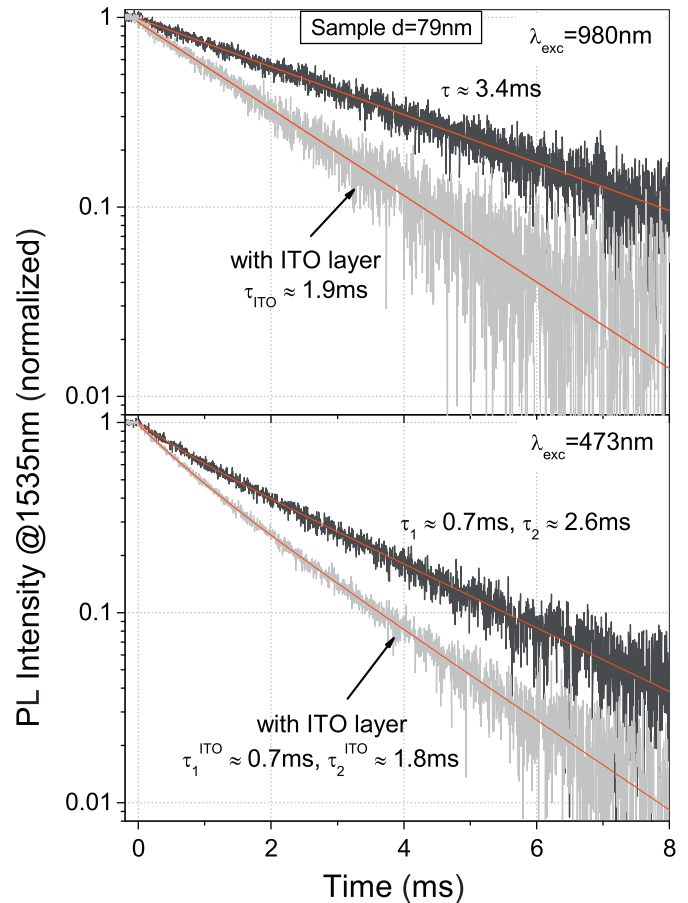 Sample d=79nm
λexc=980nm
τ ≈ 3.4ms
with ITO layer
τITO ≈ 1.9ms
1
0.1
0.01
λexc=473nm
τ1 ≈ 0.7ms, τ2 ≈ 2.6ms
with ITO layer
τ1ITO ≈ 0.7ms, τ2ITO ≈ 1.8ms
1
0.1
0.01
0 2 4 6 8
Time (ms)
PL Intensity @1535nm (normalized)